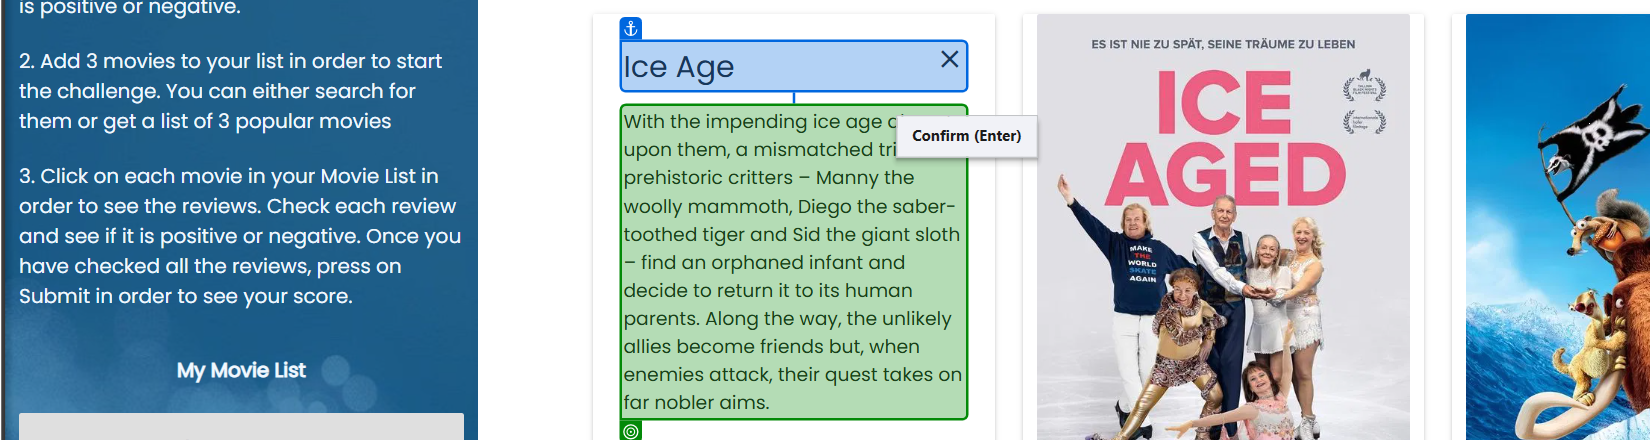 is positive or negative.
2. Add 3 movies to your list in order to start
the challenge. You can either search for
them or get a list of 3 popular movies
3. Click on each movie in your Movie List in
order to see the reviews. Check each review
and see if it is positive or negative. Once you
have checked all the reviews, press on
Submit in order to see your score.
My Movie List
Ice Age
With the impending ice age
upon them, a mismatched
prehistoric critters – Manny the
woolly mammoth, Diego the saber-
toothed tiger and Sid the giant sloth
– find an orphaned infant and
decide to return it to its human
parents. Along the way, the unlikely
allies become friends but, when
enemies attack, their quest takes on
far nobler aims.
Confirm (Enter)
ES IST NIE ZU SPÄT, SEINE TRÄUME ZU LEBEN
ICE
AGED
MAKE
THE
WORLD
SKATE
AGAIN